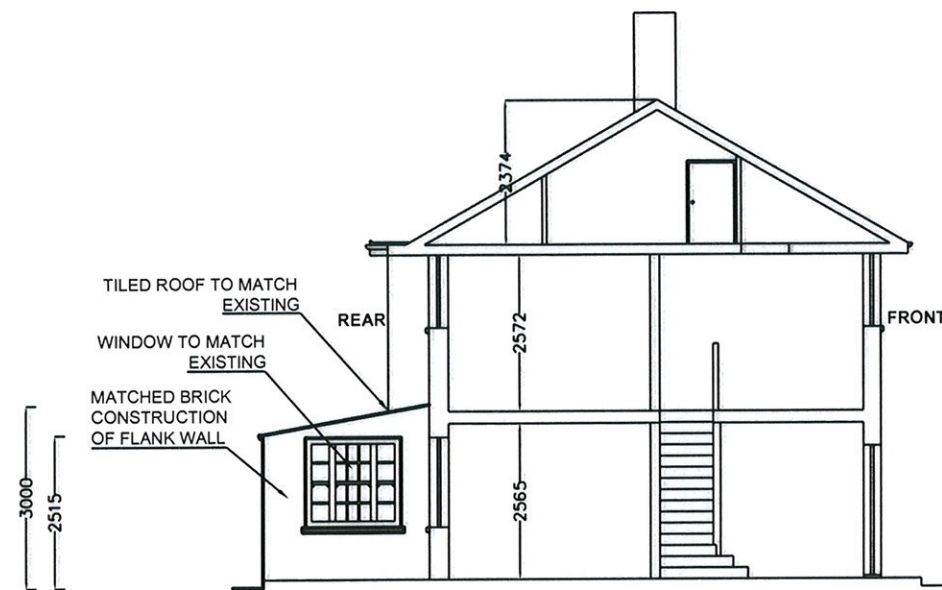 2374
TILED ROOF TO MATCH
EXISTING
REAR
2572
FRONT
WINDOW TO MATCH
EXISTING
MATCHED BRICK
CONSTRUCTION
OF FLANK WALL
3000
2515
2565